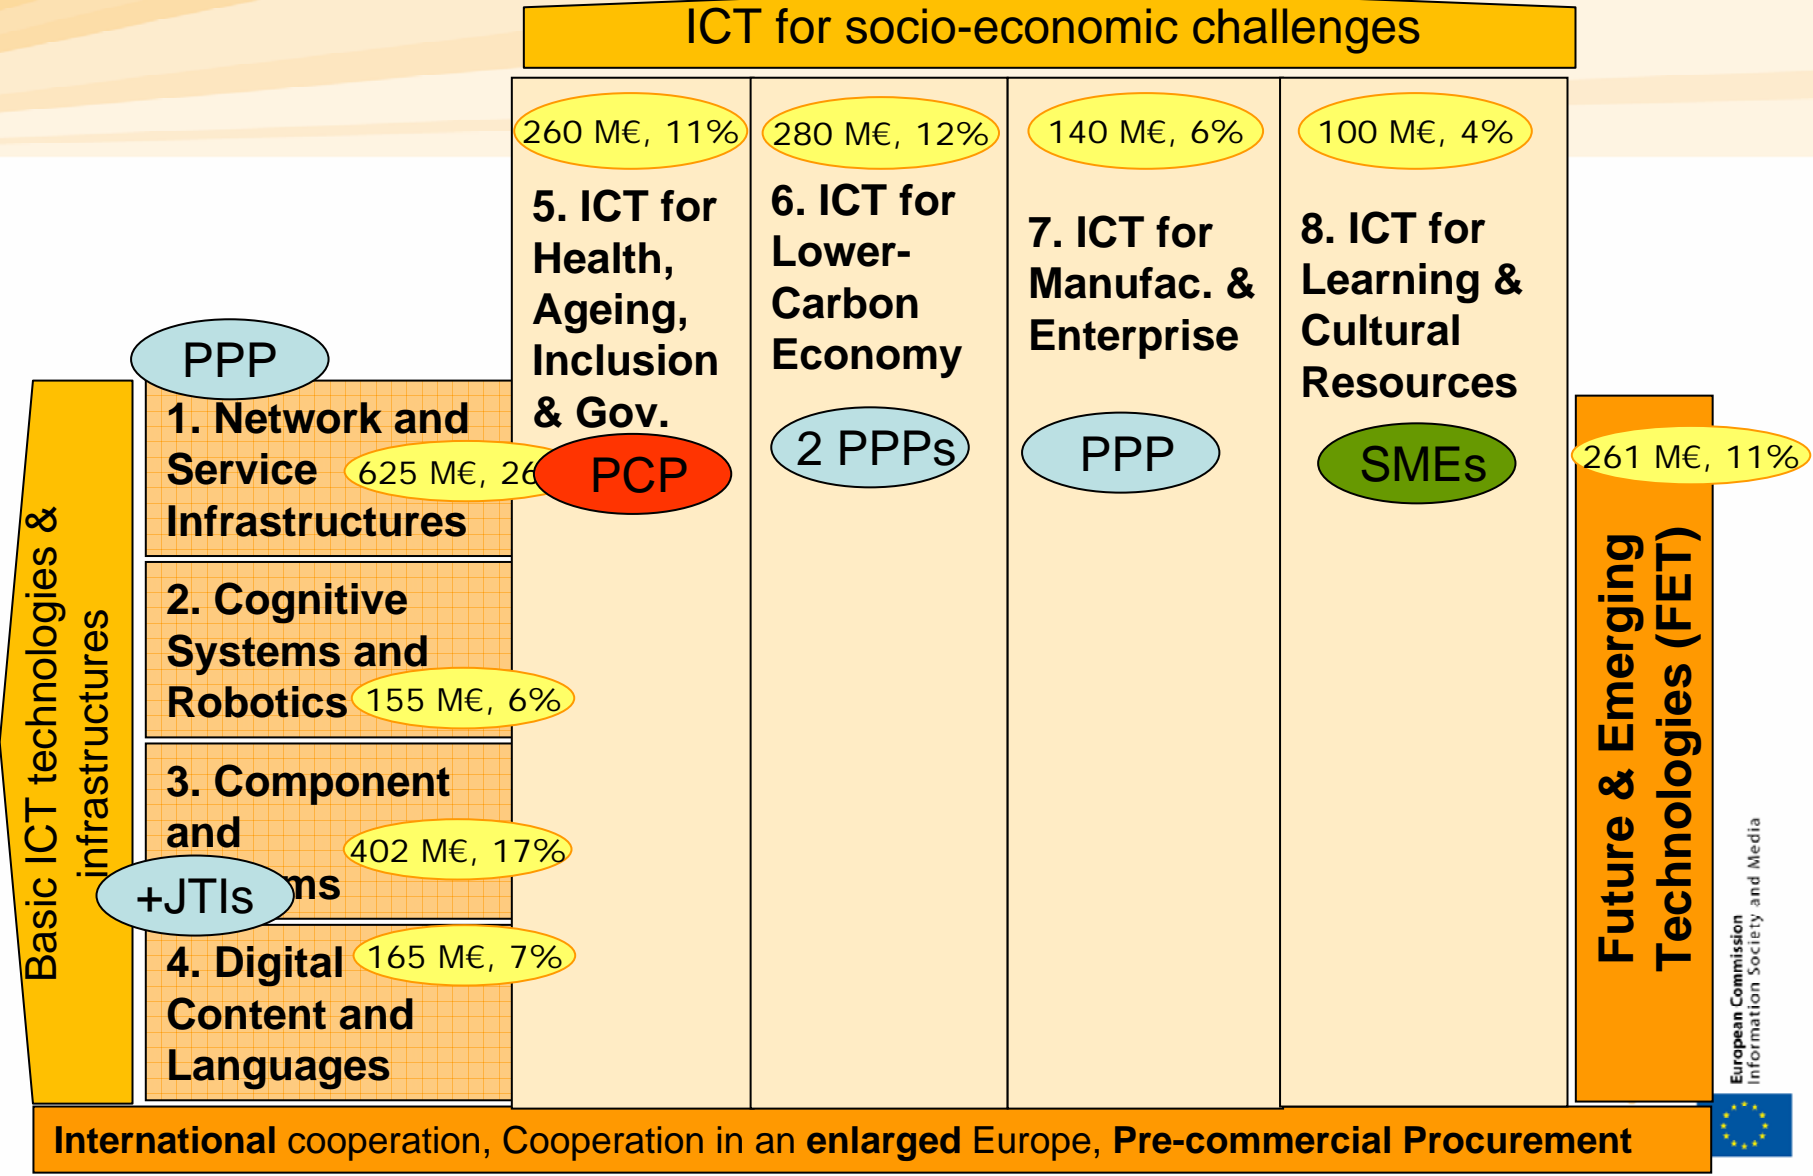 ICT for socio-economic challenges
260 M€, 11%
280 M€, 12%
140 M€, 6%
100 M€, 4%
5. ICT for
Health,
Ageing,
Inclusion
& Gov.
PCP
6. ICT for
Lower-
Carbon
Economy
2 PPPs
7. ICT for
Manufac. &
Enterprise
PPP
8. ICT for
Learning &
Cultural
Resources
SMEs
PPP
1. Network and
Service
625 M€, 26
Infrastructures
2. Cognitive
Systems and
Robotics
155 M€, 6%
3. Component
and
402 M€, 17%
ms
+JTIs
4. Digital
165 M€, 7%
Content and
Languages
Basic ICT technologies &
infrastructures
261 M€, 11%
Future & Emerging
Technologies (FET)
European Commission
Information Society and Media
International cooperation, Cooperation in an enlarged Europe, Pre-commercial Procurement